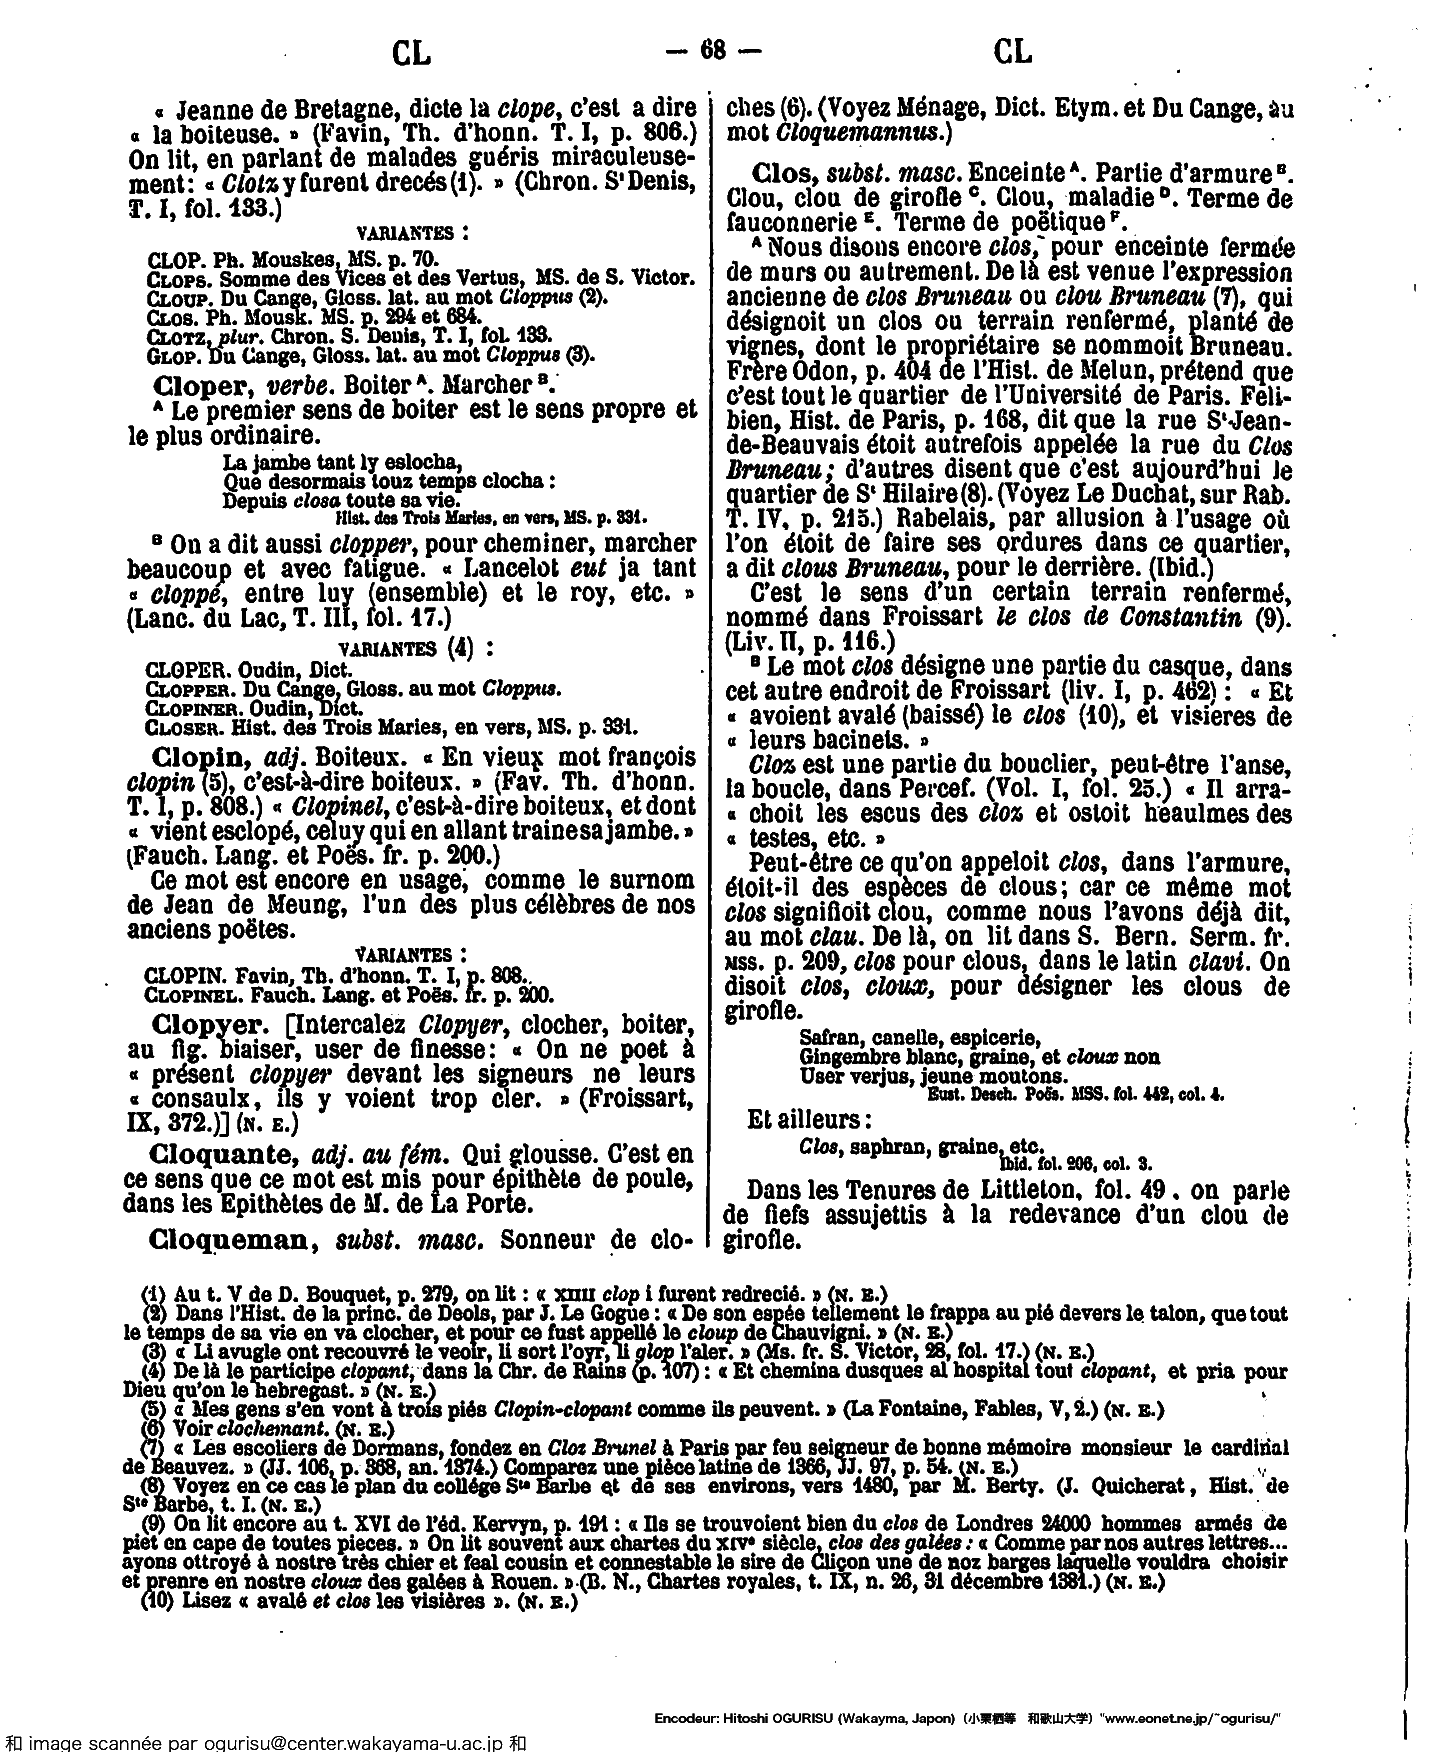 CL — 68 — CL
« Jeanne de Bretagne, dicte la clope, c'est a dire
« la boiteuse. » (Favin, Th. d'honn. T. I, p. 806.)
On lit, en parlant de malades guéris miraculeuse-
ment: « Clotz y furent drecés (1). » (Chron. St Denis,
T. I, fol. 133.)
VARIANTES :
CLOP. Ph. Mouskes, MS. p. 70.
CLOPS. Somme des Vices et des Vertus, MS. de S. Victor.
CLOUP. Du Cange, Gloss. lat. au mot Cloppus (2).
CLOS. Ph. Mousk. MS. p. 294 et 684.
CLOTZ, plur. Chron. S. Denis, T. I, fol. 133.
GLOP. Du Cange, Gloss. lat. au mot Cloppus (3).
Cloper, verbe. Boiter A. Marcher B.
A Le premier sens de boiter est le sens propre et
le plus ordinaire.
La jambe tant ly eslocha,
Que desormais touz temps clocha :
Depuis closa toute sa vie.
Hist. des Trois Maries, en vers, MS. p. 331.
B On a dit aussi clopper, pour cheminer, marcher
beaucoup et avec fatigue. « Lancelot eut ja tant
« cloppé, entre luy (ensemble) et le roy, etc. »
(Lanc. du Lac, T. III, fol. 17.)
VARIANTES (4) :
CLOPER. Oudin, Dict.
CLOPPER. Du Cange, Gloss. au mot Cloppus.
CLOPINER. Oudin, Dict.
CLOSER. Hist. des Trois Maries, en vers, MS. p. 331.
Clopin, adj. Boiteux. « En vieux mot françois
clopin (5), c'est-à-dire boiteux. » (Fav. Th. d'honn.
T. I, p. 808.) « Clopinel, c'est-à-dire boiteux, et dont
« vient esclopé, celuy qui en allant traine sa jambe. »
(Fauch. Lang. et Poës. fr. p. 200.)
Ce mot est encore en usage, comme le surnom
de Jean de Meung, l'un des plus célèbres de nos
anciens poëtes.
VARIANTES :
CLOPIN. Favin, Th. d'honn. T. I, p. 808.
CLOPINEL. Fauch. Lang. et Poës. fr. p. 200.
Clopyer. [Intercalez Clopyer, clocher, boiter,
au fig. biaiser, user de finesse: « On ne poet à
« présent clopyer devant les signeurs ne leurs
« consaulx, ils y voient trop cler. » (Froissart,
IX, 372.)] (N. E.)
Cloquante, adj. au fém. Qui glousse. C'est en
ce sens que ce mot est mis pour épithète de poule,
dans les Epithètes de M. de La Porte.
Cloqueman, subst. masc. Sonneur de clo-
ches (6). (Voyez Ménage, Dict. Etym. et Du Cange, au
mot Cloquemannus.)
Clos, subst. masc. Enceinte A. Partie d'armure B.
Clou, clou de girofle C. Clou, maladie D. Terme de
fauconnerie E. Terme de poëtique F.
A Nous disons encore clos, pour enceinte fermée
de murs ou autrement. De là est venue l'expression
ancienne de clos Bruneau ou clou Bruneau (7), qui
désignoit un clos ou terrain renfermé, planté de
vignes, dont le propriétaire se nommoit Bruneau.
Frère Odon, p. 404 de l'Hist. de Melun, prétend que
c'est tout le quartier de l'Université de Paris. Feli-
bien, Hist. de Paris, p. 168, dit que la rue St-Jean-
de-Beauvais étoit autrefois appelée la rue du Clos
Bruneau; d'autres disent que c'est aujourd'hui le
quartier de St Hilaire (8). (Voyez Le Duchat, sur Rab.
T. IV, p. 215.) Rabelais, par allusion à l'usage où
l'on étoit de faire ses ordures dans ce quartier,
a dit clous Bruneau, pour le derrière. (Ibid.)
C'est le sens d'un certain terrain renfermé,
nommé dans Froissart le clos de Constantin (9).
(Liv. II, p. 116.)
B Le mot clos désigne une partie du casque, dans
cet autre endroit de Froissart (liv. I, p. 462) : « Et
« avoient avalé (baissé) le clos (10), et visieres de
« leurs bacinets. »
Cloz est une partie du bouclier, peut-être l'anse,
la boucle, dans Percef. (Vol. I, fol. 25.) « Il arra-
« choit les escus des cloz et ostoit heaulmes des
« testes, etc. »
Peut-être ce qu'on appeloit clos, dans l'armure,
étoit-il des espèces de clous; car ce même mot
clos signifioit clou, comme nous l'avons déjà dit,
au mot clau. De là, on lit dans S. Bern. Serm. fr.
MSS. p. 209, clos pour clous, dans le latin clavi. On
disoit clos, cloux, pour désigner les clous de
girofle.
Safran, canelle, espicerie,
Gingembre blanc, graine, et cloux non
User verjus, jeune moutons.
Eust. Desch. Poës. MSS. fol. 442, col. 4.
Et ailleurs :
Clos, saphran, graine, etc.
Ibid. fol. 206, col. 3.
Dans les Tenures de Littleton, fol. 49, on parle
de fiefs assujettis à la redevance d'un clou de
girofle.
(1) Au t. V de D. Bouquet, p. 279, on lit : « XIIII clop i furent redrecié. » (N. E.)
(2) Dans l'Hist. de la princ. de Deols, par J. Le Gogue : « De son espée tellement le frappa au pié devers le talon, que tout
le temps de sa vie en va clocher, et pour ce fust appellé le cloup de Chauvigni. » (N. E.)
(3) « Li avugle ont recouvré le veoir, li sort l'oyr, li glop l'aler. » (Ms. fr. S. Victor, 28, fol. 17.) (N. E.)
(4) De là le participe clopant, dans la Chr. de Rains (p. 107) : « Et chemina dusques al hospital tout clopant, et pria pour
Dieu qu'on le hebregast. » (N. E.)
(5) « Mes gens s'en vont à trois piés Clopin-clopant comme ils peuvent. » (La Fontaine, Fables, V, 2.) (N. E.)
(6) Voir clochemant. (N. E.)
(7) « Les escoliers de Dormans, fondez en Cloz Brunel à Paris par feu seigneur de bonne mémoire monsieur le cardinal
de Beauvez. » (JJ. 106, p. 368, an. 1374.) Comparez une pièce latine de 1366, JJ. 97, p. 54. (N. E.)
(8) Voyez en ce cas le plan du collége Ste Barbe et de ses environs, vers 1480, par M. Berty. (J. Quicherat, Hist. de
Ste Barbe, t. I. (N. E.)
(9) On lit encore au t. XVI de l'éd. Kervyn, p. 191 : « Ils se trouvoient bien du clos de Londres 24000 hommes armés de
piet en cape de toutes pieces. » On lit souvent aux chartes du XIVe siècle, clos des galées : « Comme par nos autres lettres...
ayons ottroyé à nostre très chier et feal cousin et connestable le sire de Cliçon une de noz barges laquelle vouldra choisir
et prenre en nostre cloux des galées à Rouen. » (B. N., Chartes royales, t. IX, n. 26, 31 décembre 1381.) (N. E.)
(10) Lisez « avalé et clos les visières ». (N. E.)
Encodeur: Hitoshi OGURISU (Wakayma, Japon) (小栗栖等 和歌山大学) "www.eonet.ne.jp/~ogurisu/"
和 image scannée par ogurisu@center.wakayama-u.ac.jp 和